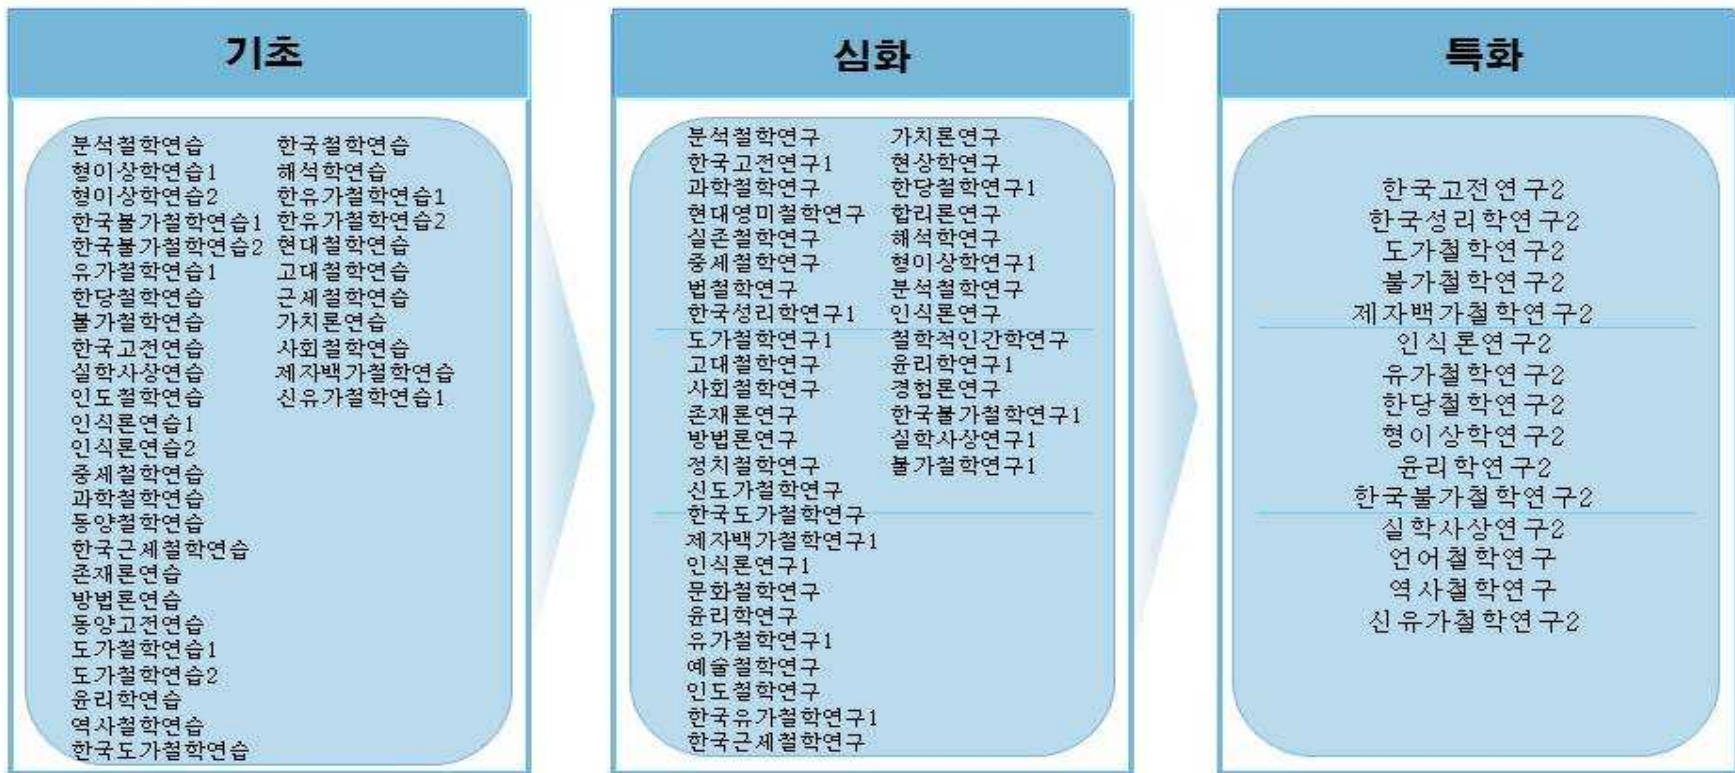 기초
분석철학연습
형이상학연습1
형이상학연습2
한국불가철학연습1
한국불가철학연습2
유가철학연습1
한당철학연습
불가철학연습
한국고전연습
실학사상연습
인도철학연습
인식론연습1
인식론연습2
중세철학연습
과학철학연습
동양철학연습
한국근세철학연습
존재론연습
방법론연습
동양고전연습
도가철학연습1
도가철학연습2
윤리학연습
역사철학연습
한국도가철학연습
한국철학연습
해석학연습
한유가철학연습1
한유가철학연습2
현대철학연습
고대철학연습
근세철학연습
가치론연습
사회철학연습
제자백가철학연습
신유가철학연습1
심화
분석철학연구
한국고전연구1
과학철학연구
현대영미철학연구
실존철학연구
중세철학연구
법철학연구
한국성리학연구1
도가철학연구1
고대철학연구
사회철학연구
존재론연구
방법론연구
정치철학연구
신도가철학연구
한국도가철학연구
제자백가철학연구1
인식론연구1
문화철학연구
윤리학연구
유가철학연구1
예술철학연구
인도철학연구
한국유가철학연구1
한국근세철학연구
가치론연구
현상학연구
한당철학연구1
합리론연구
해석학연구
형이상학연구1
분석철학연구
인식론연구
철학적인간학연구
윤리학연구1
경험론연구
한국불가철학연구1
실학사상연구1
불가철학연구1
특화
한국고전연구2
한국성리학연구2
도가철학연구2
불가철학연구2
제자백가철학연구2
인식론연구2
유가철학연구2
한당철학연구2
형이상학연구2
윤리학연구2
한국불가철학연구2
실학사상연구2
언어철학연구
역사철학연구
신유가철학연구2